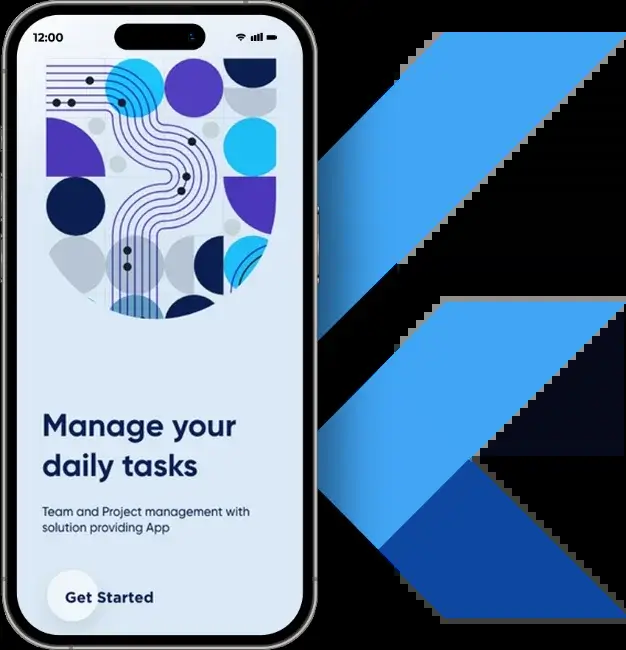 12:00
Manage your
daily tasks
Team and Project management with
solution providing App
Get Started